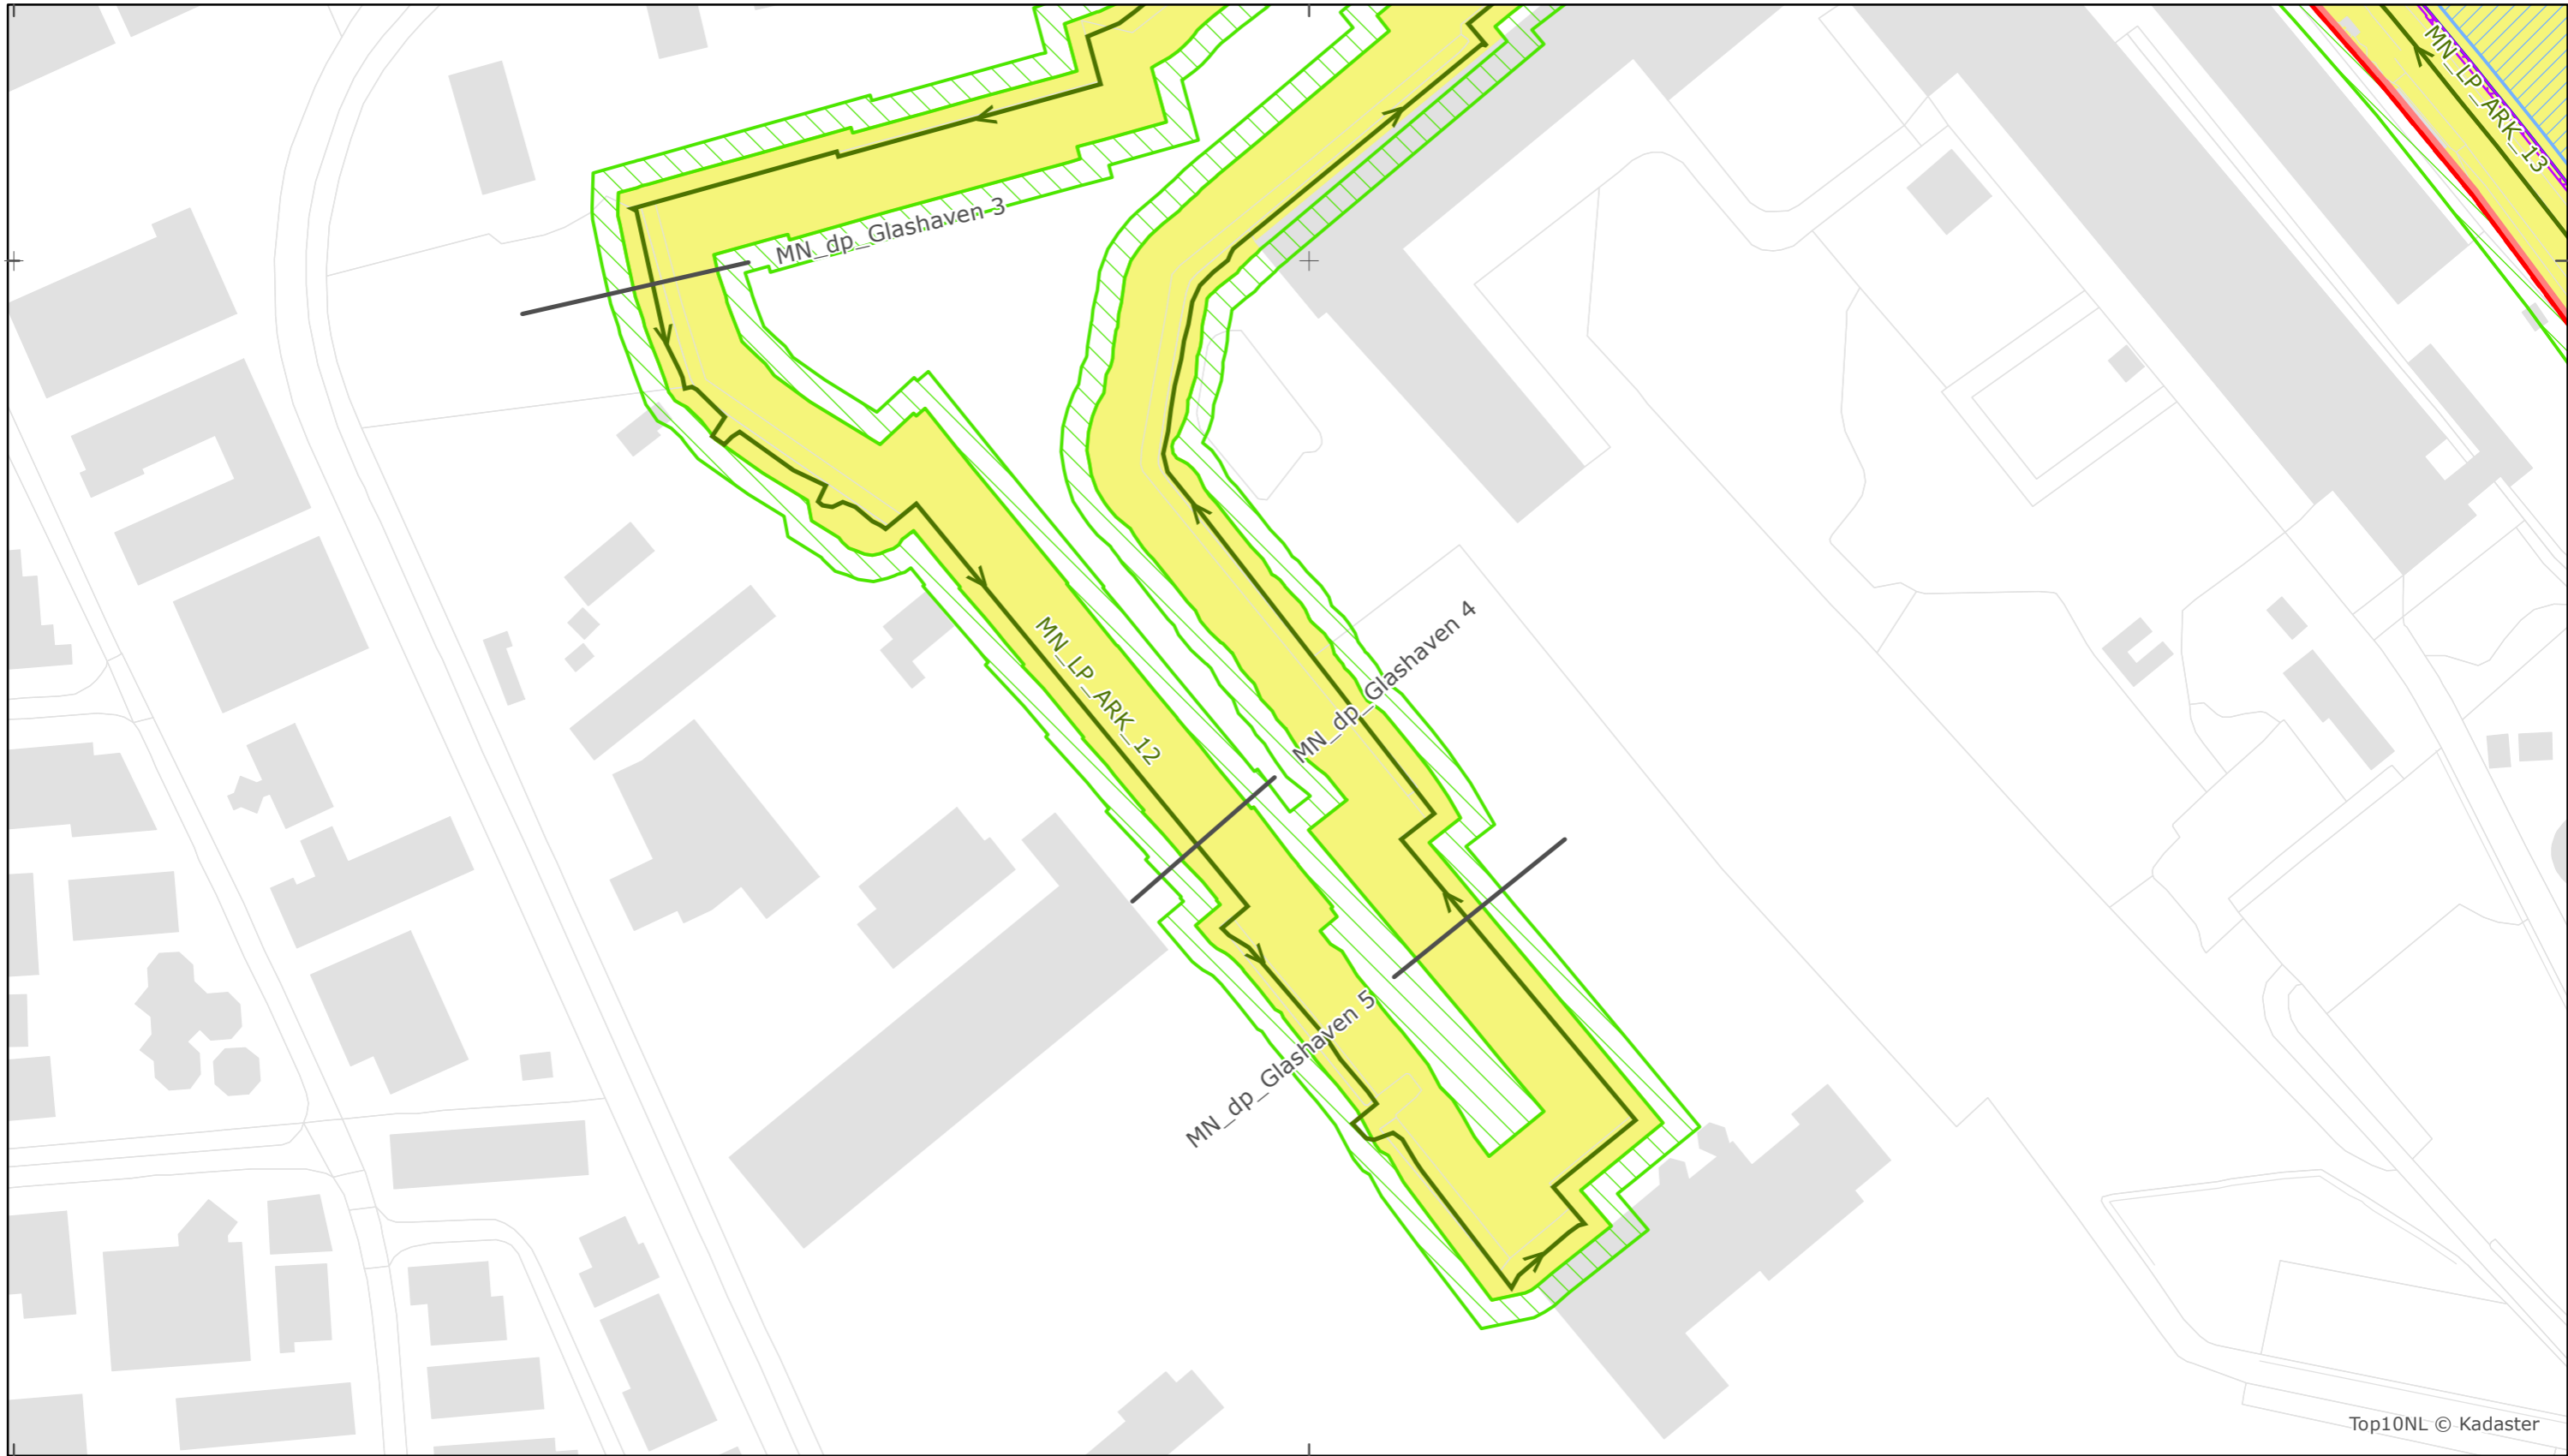 MN_LP_ARK_13
MN_dp_Glashaven 3
MN_dp_Glashaven 4
MN_LP_ARK_12
MN_dp_Glashaven 5
Top10NL © Kadaster